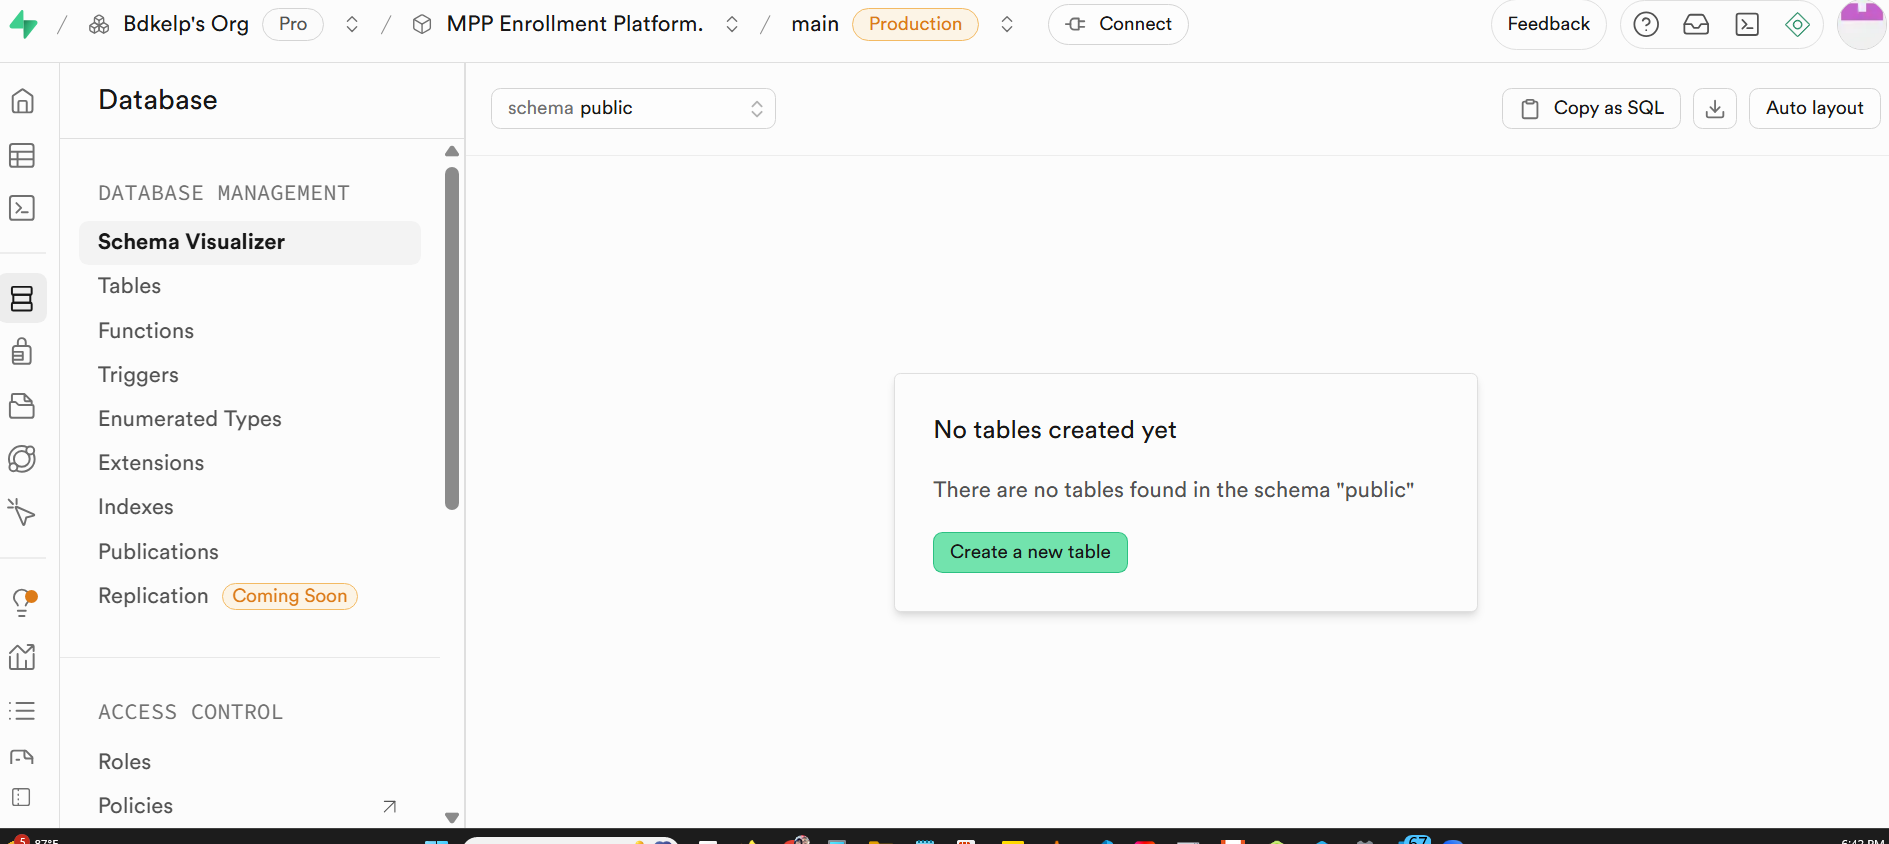 / Bdkelp's Org Pro / MPP Enrollment Platform. / main Production Connect Feedback
Database
schema public
Copy as SQL
Auto layout
DATABASE MANAGEMENT
Schema Visualizer
Tables
Functions
Triggers
Enumerated Types
Extensions
Indexes
Publications
Replication Coming Soon
ACCESS CONTROL
Roles
Policies
No tables created yet
There are no tables found in the schema "public"
Create a new table
5